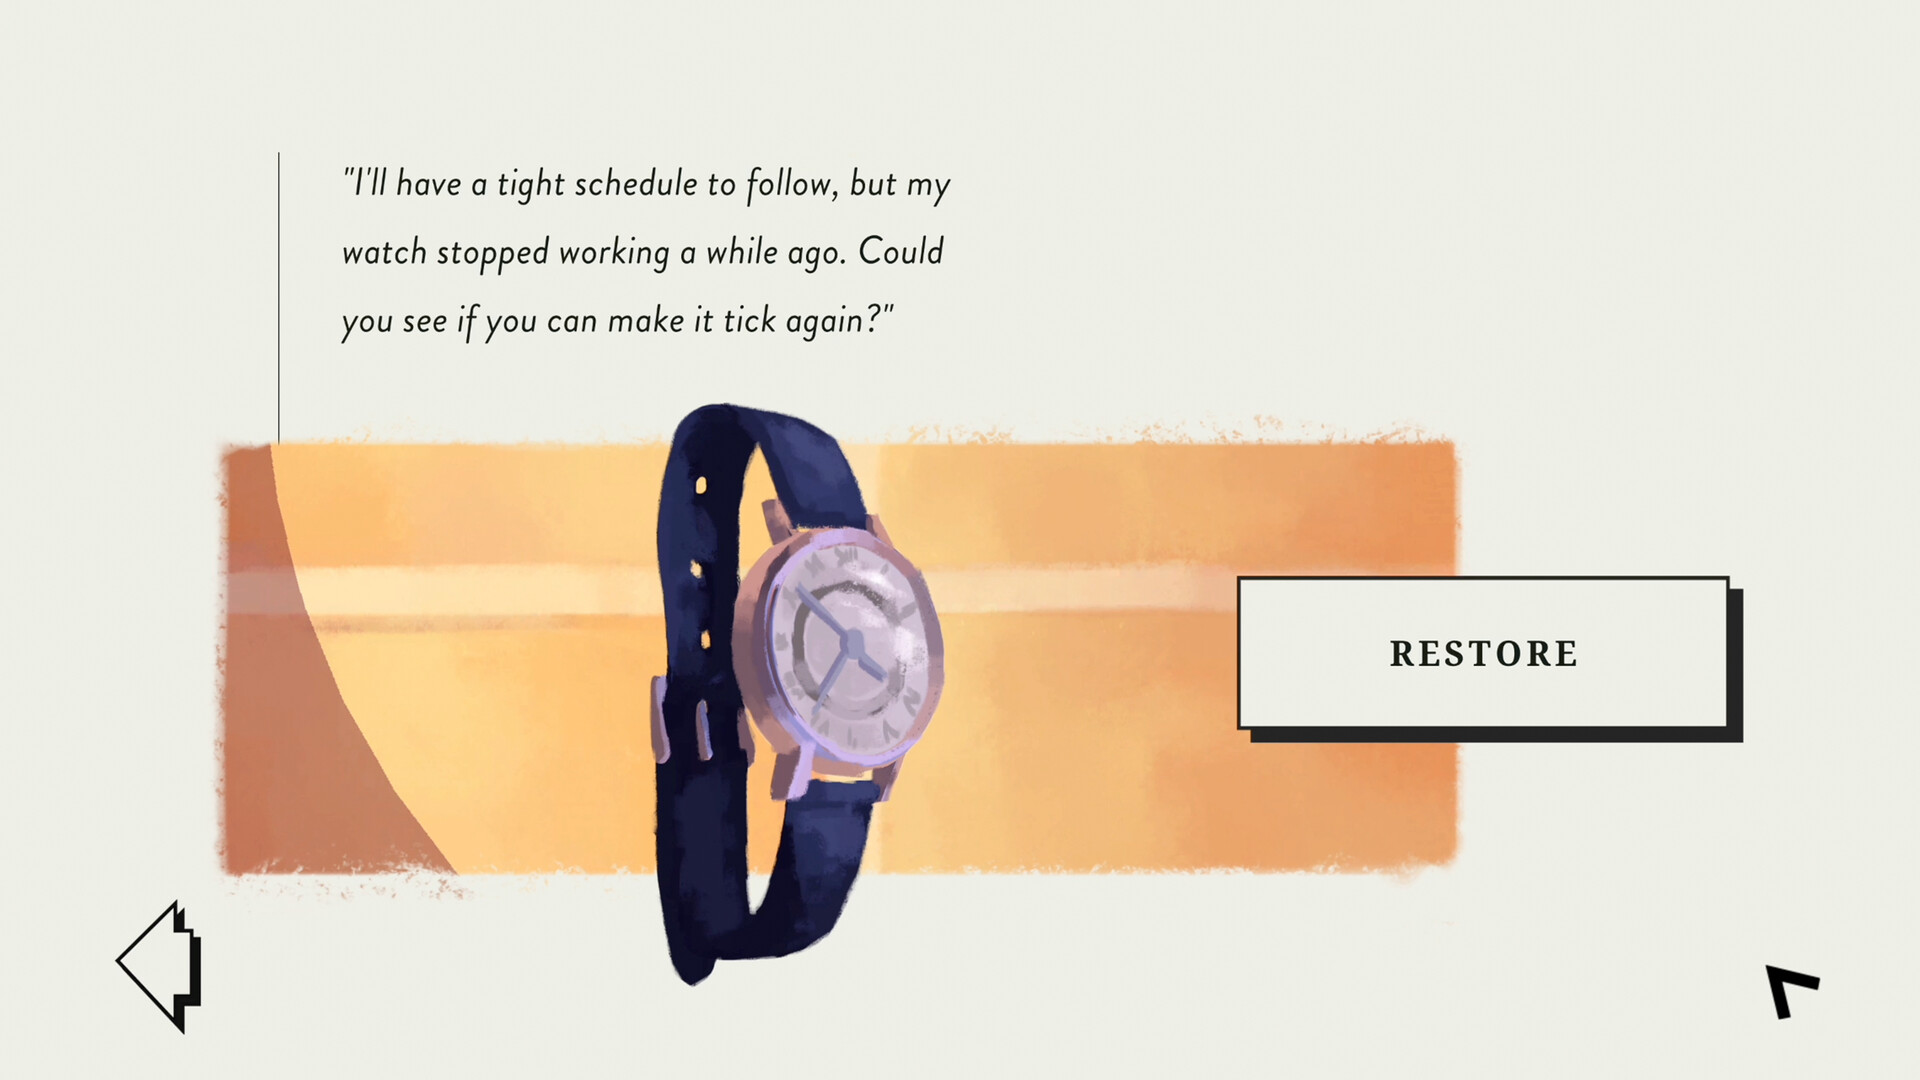 "I'll have a tight schedule to follow, but my
watch stopped working a while ago. Could
you see if you can make it tick again?"
RESTORE